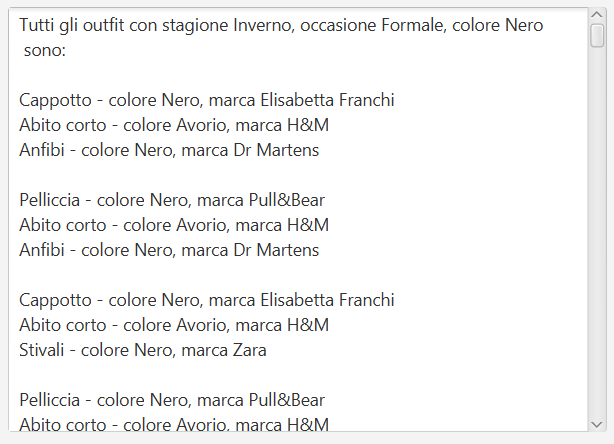 Tutti gli outfit con stagione Inverno, occasione Formale, colore Nero
sono:
Cappotto - colore Nero, marca Elisabetta Franchi
Abito corto - colore Avorio, marca H&M
Anfibi - colore Nero, marca Dr Martens
Pelliccia - colore Nero, marca Pull&Bear
Abito corto - colore Avorio, marca H&M
Anfibi - colore Nero, marca Dr Martens
Cappotto - colore Nero, marca Elisabetta Franchi
Abito corto - colore Avorio, marca H&M
Stivali - colore Nero, marca Zara
Pelliccia - colore Nero, marca Pull&Bear
Abito corto - colore Avorio, marca H&M